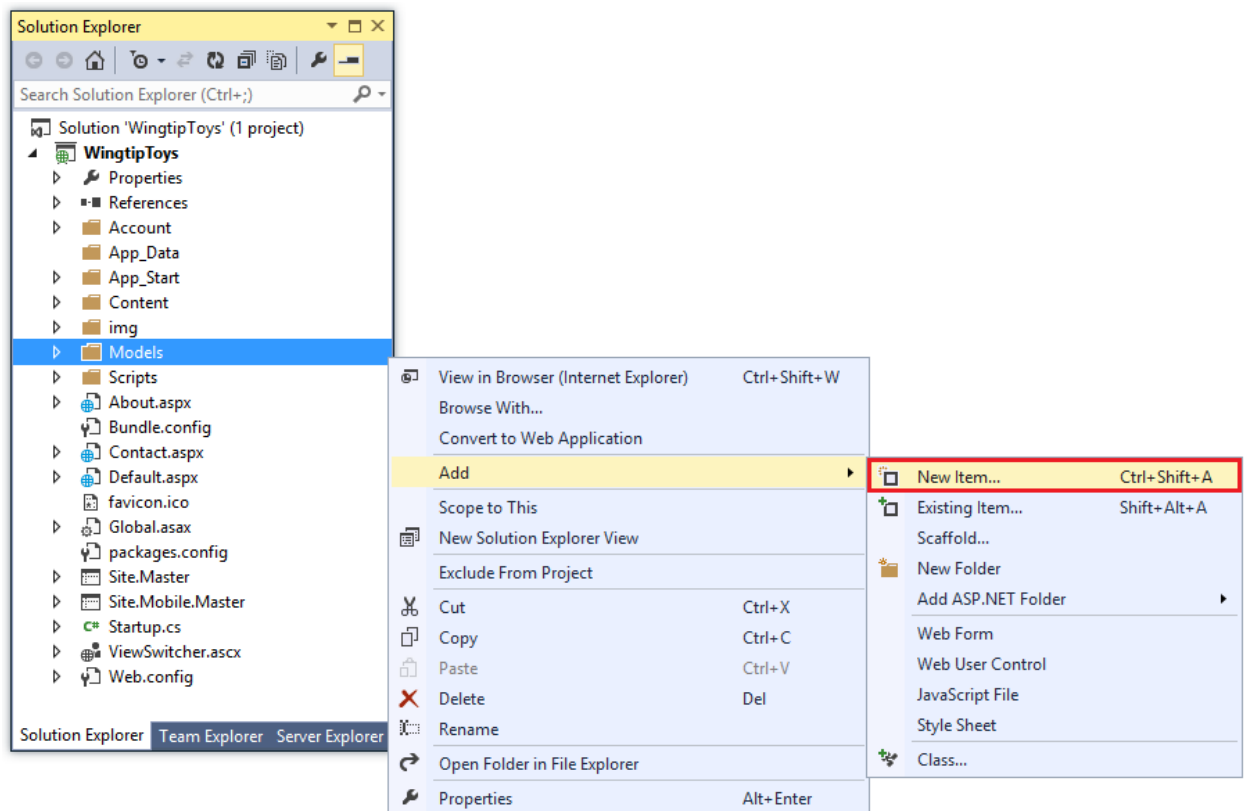 Solution Explorer
Search Solution Explorer (Ctrl+;)
Solution 'WingtipToys' (1 project)
WingtipToys
Properties
References
Account
App_Data
App_Start
Content
img
Models
Scripts
About.aspx
Bundle.config
Contact.aspx
Default.aspx
favicon.ico
Global.asax
packages.config
Site.Master
Site.Mobile.Master
C# Startup.cs
ViewSwitcher.ascx
Web.config
Solution Explorer Team Explorer Server Explorer
View in Browser (Internet Explorer) Ctrl+Shift+W
Browse With...
Convert to Web Application
Add
Scope to This
New Solution Explorer View
Exclude From Project
Cut Ctrl+X
Copy Ctrl+C
Paste Ctrl+V
Delete Del
Rename
Open Folder in File Explorer
Properties Alt+Enter
New Item... Ctrl+Shift+A
Existing Item... Shift+Alt+A
Scaffold...
New Folder
Add ASP.NET Folder
Web Form
Web User Control
JavaScript File
Style Sheet
Class...